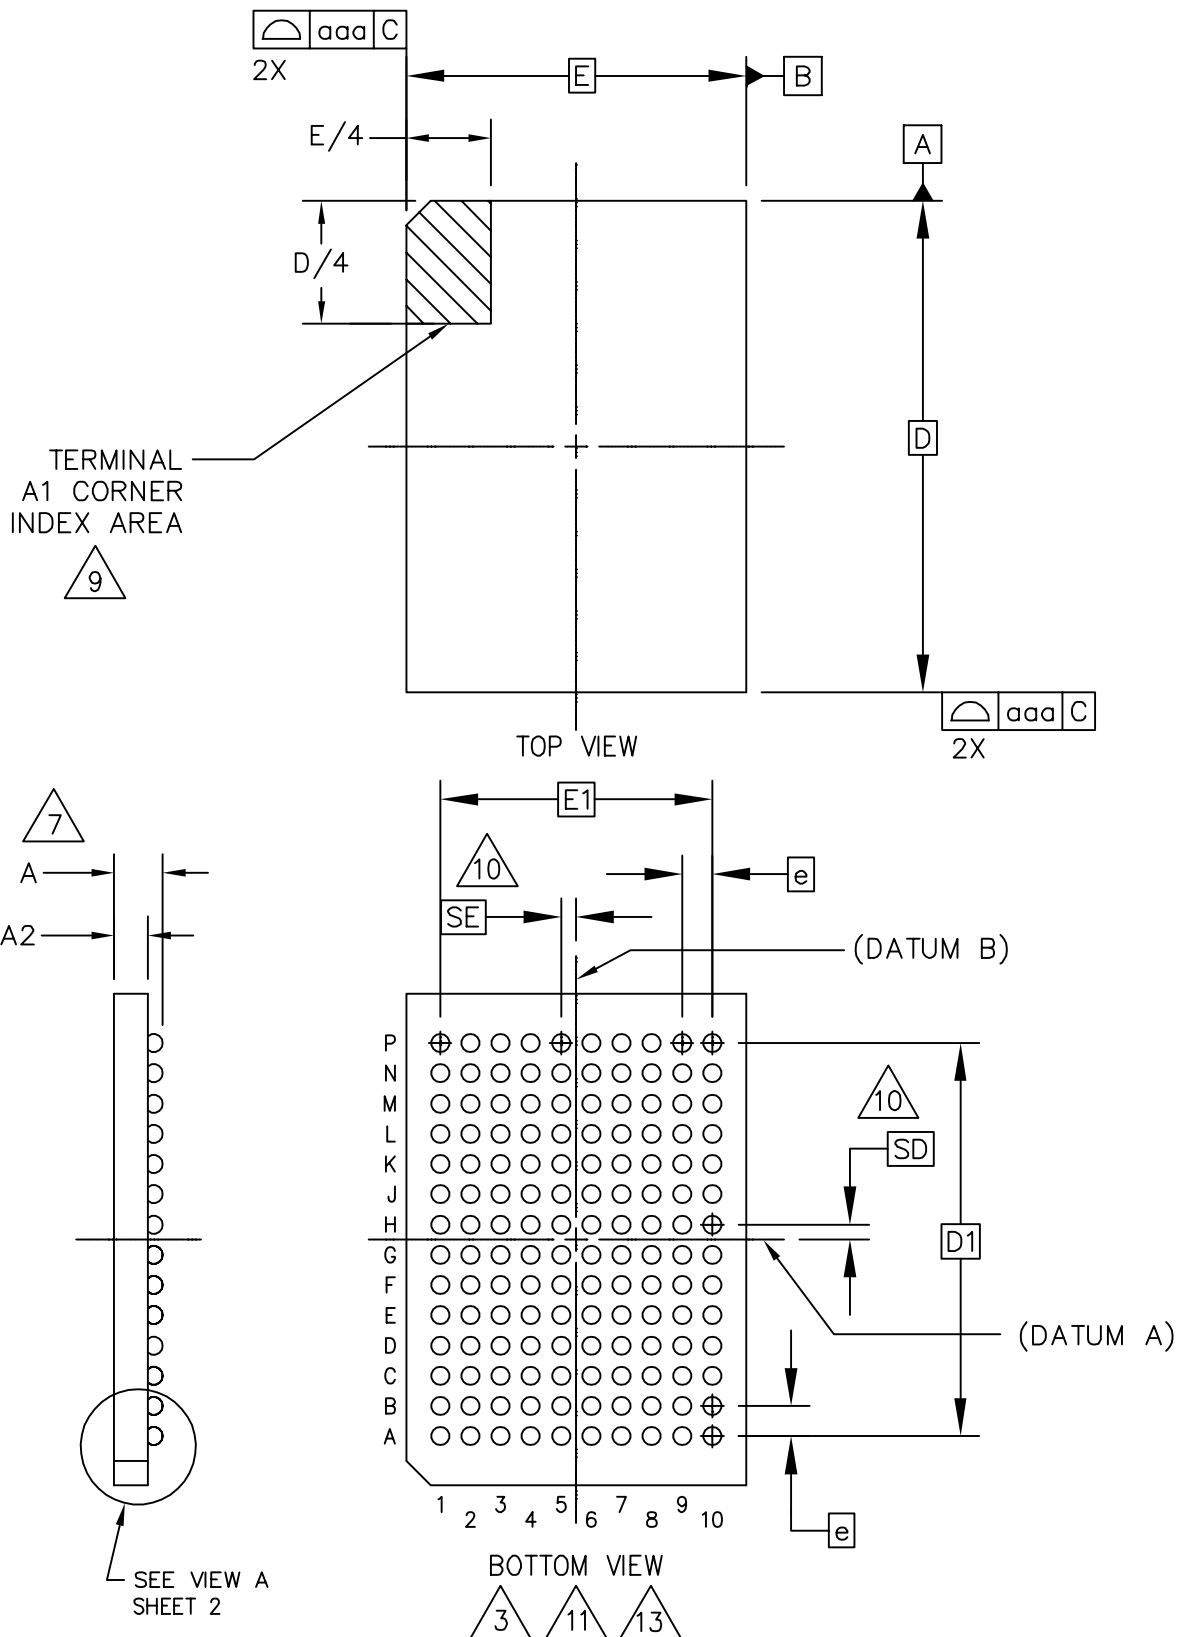 aaa C
2X
E
B
E/4
A
D/4
D
TERMINAL
A1 CORNER
INDEX AREA
9
aaa C
2X
TOP VIEW
E1
7
A
10
e
SE
A2
(DATUM B)
P
N
M
L
K
J
H
G
F
E
D
C
B
A
10
SD
D1
(DATUM A)
1 2 3 4 5 6 7 8 9 10
e
BOTTOM VIEW
SEE VIEW A
SHEET 2
3 11 13